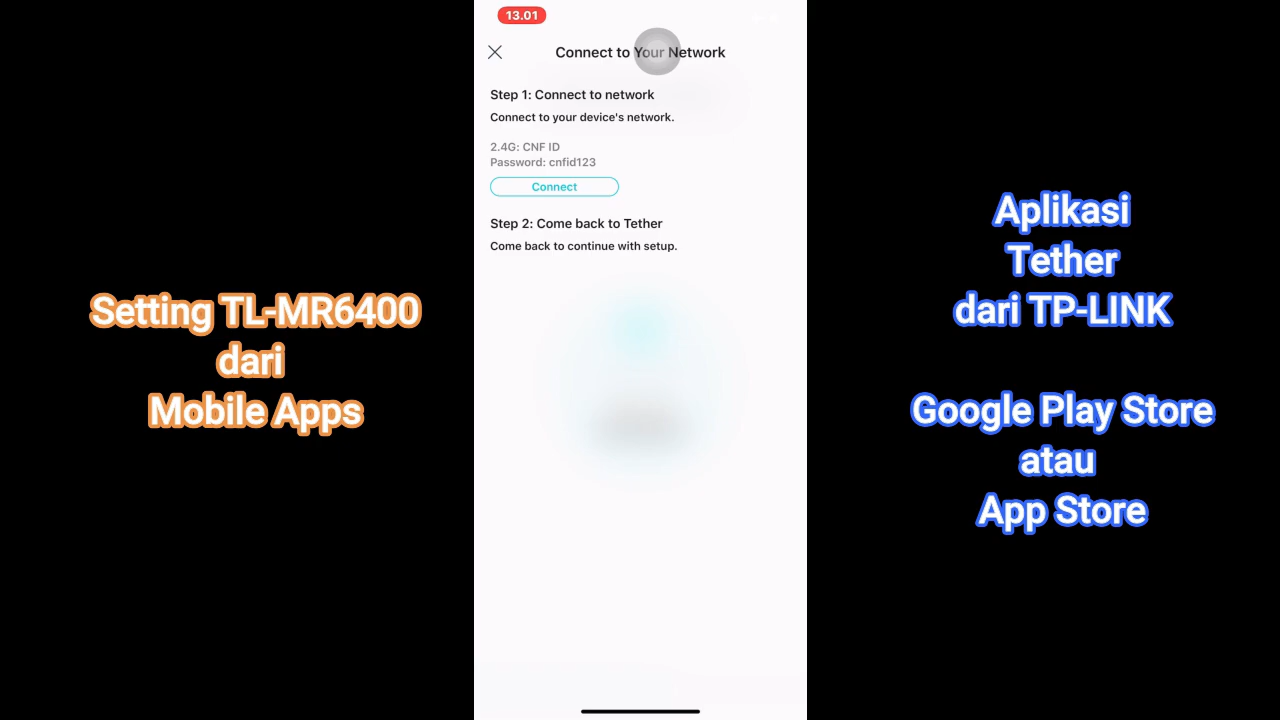 Setting TL-MR6400
dari
Mobile Apps
13.01
Connect to Your Network
Step 1: Connect to network
Connect to your device's network.
2.4G: CNF ID
Password: cnfid123
Connect
Step 2: Come back to Tether
Come back to continue with setup.
Aplikasi
Tether
dari TP-LINK
Google Play Store
atau
App Store